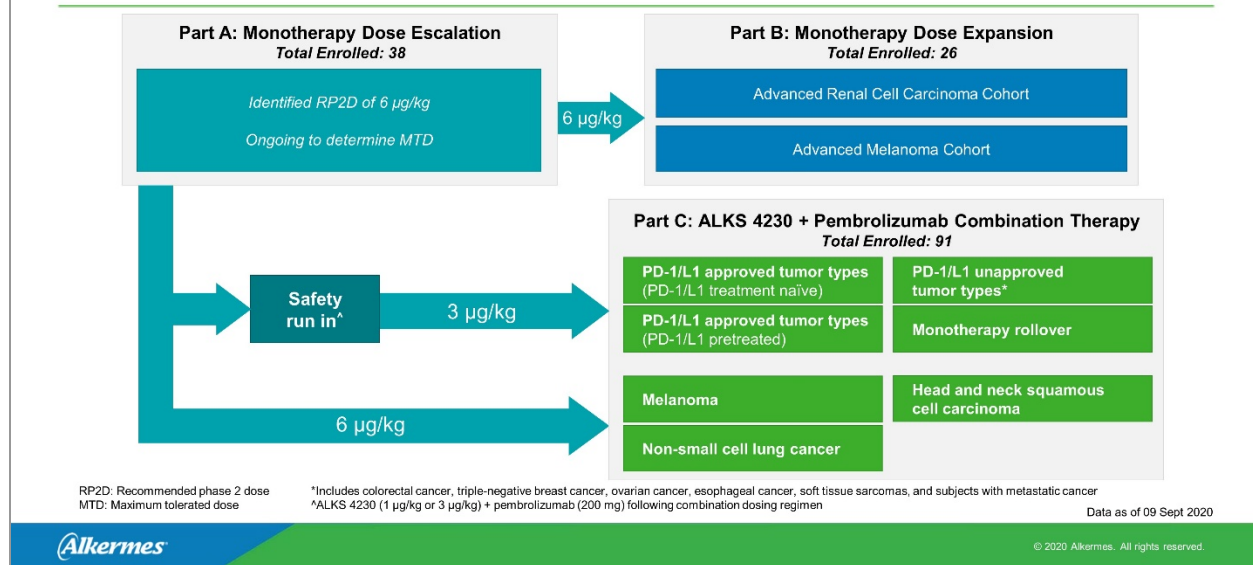 Part A: Monotherapy Dose Escalation
Total Enrolled: 38
Identified RP2D of 6 µg/kg
Ongoing to determine MTD
6 µg/kg
Part B: Monotherapy Dose Expansion
Total Enrolled: 26
Advanced Renal Cell Carcinoma Cohort
Advanced Melanoma Cohort
Safety
run in^
3 µg/kg
6 µg/kg
Part C: ALKS 4230 + Pembrolizumab Combination Therapy
Total Enrolled: 91
PD-1/L1 approved tumor types
(PD-1/L1 treatment naïve)
PD-1/L1 unapproved
tumor types*
PD-1/L1 approved tumor types
(PD-1/L1 pretreated)
Monotherapy rollover
Melanoma
Head and neck squamous
cell carcinoma
Non-small cell lung cancer
RP2D: Recommended phase 2 dose
MTD: Maximum tolerated dose
*Includes colorectal cancer, triple-negative breast cancer, ovarian cancer, esophageal cancer, soft tissue sarcomas, and subjects with metastatic cancer
^ALKS 4230 (1 µg/kg or 3 µg/kg) + pembrolizumab (200 mg) following combination dosing regimen
Data as of 09 Sept 2020
Alkermes
© 2020 Alkermes. All rights reserved.